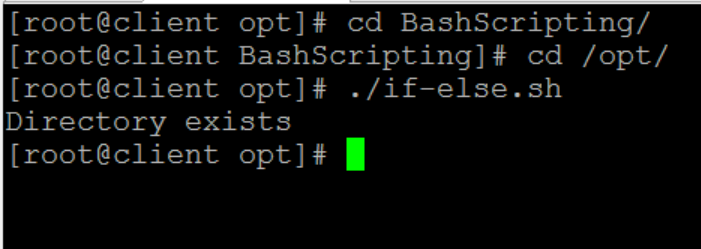 [root@client opt]# cd BashScripting/
[root@client BashScripting]# cd /opt/
[root@client opt]# ./if-else.sh
Directory exists
[root@client opt]#